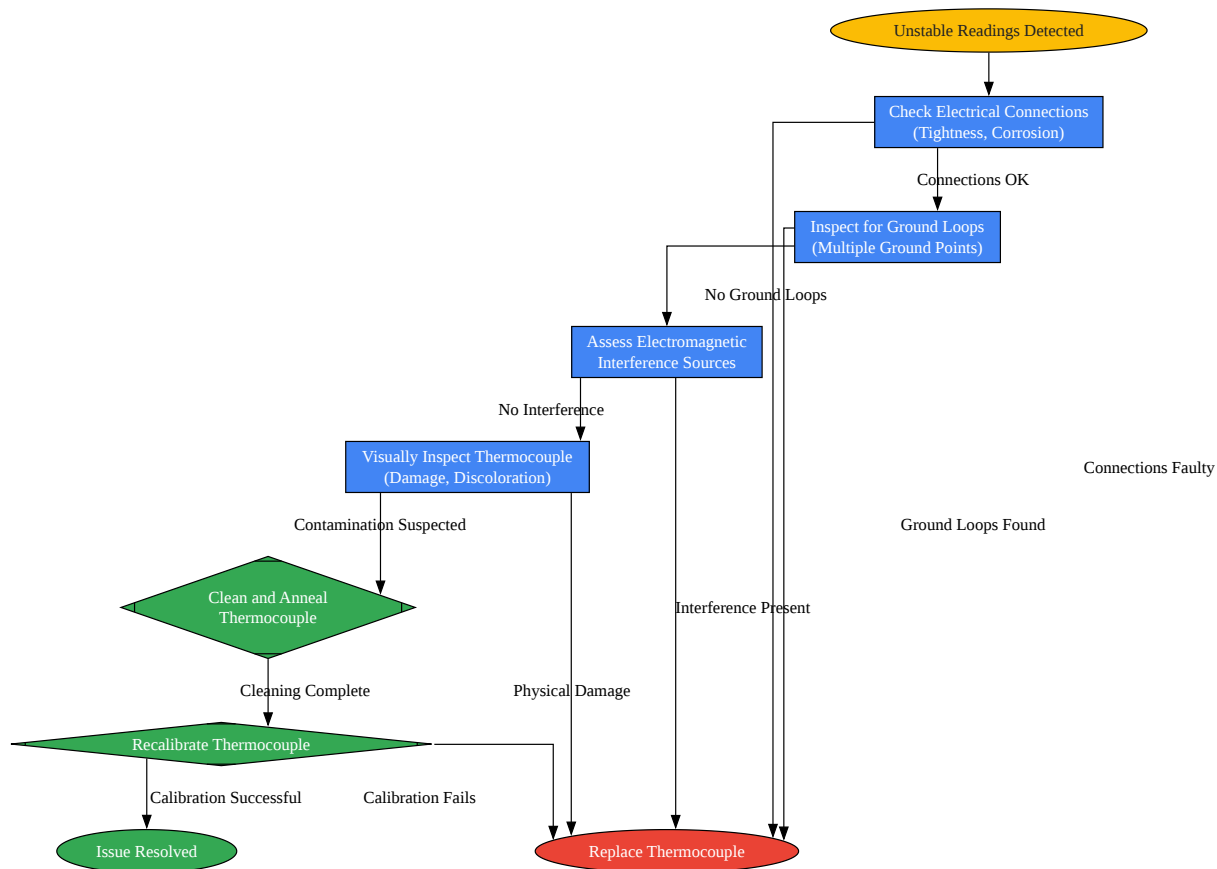 Unstable Readings Detected
Check Electrical Connections
(Tightness, Corrosion)
Connections OK
Inspect for Ground Loops
(Multiple Ground Points)
No Ground Loops
Assess Electromagnetic
Interference Sources
No Interference
Visually Inspect Thermocouple
(Damage, Discoloration)
Connections Faulty
Contamination Suspected
Ground Loops Found
Clean and Anneal
Thermocouple
Interference Present
Cleaning Complete
Physical Damage
Recalibrate Thermocouple
Calibration Successful
Calibration Fails
Issue Resolved
Replace Thermocouple